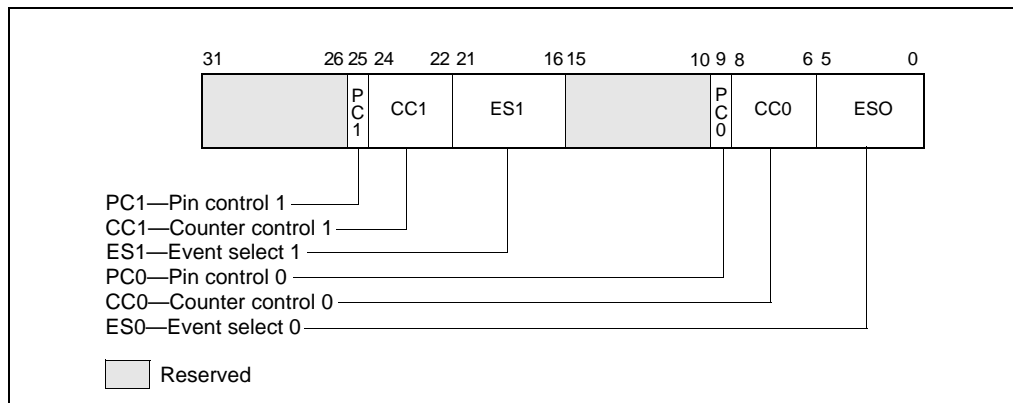 31 26 25 24 22 21 16 15 10 9 8 6 5 0
PC1 CC1 ES1 PC0 CC0 ESO
PC1—Pin control 1
CC1—Counter control 1
ES1—Event select 1
PC0—Pin control 0
CC0—Counter control 0
ES0—Event select 0
Reserved